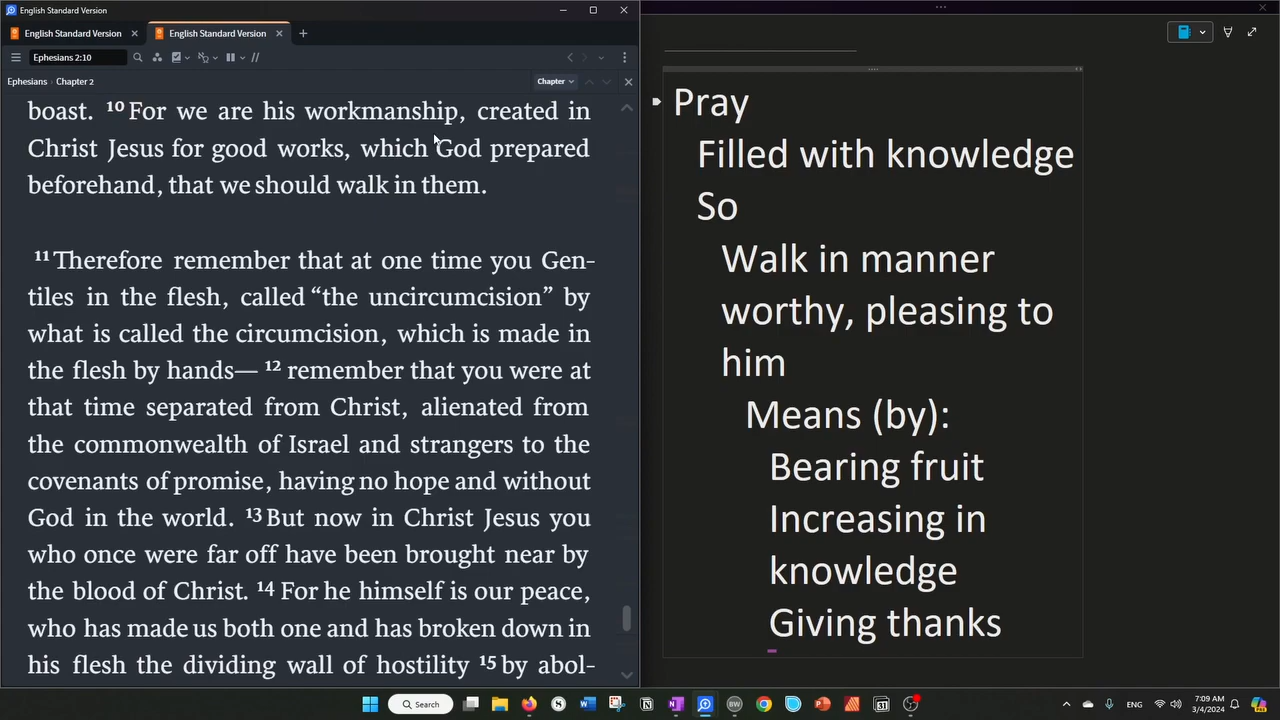 English Standard Version
English Standard Version
English Standard Version
Ephesians 2:10
Ephesians › Chapter 2
Chapter
boast. 10 For we are his workmanship, created in
Christ Jesus for good works, which God prepared
beforehand, that we should walk in them.
11 Therefore remember that at one time you Gen-
tiles in the flesh, called “the uncircumcision” by
what is called the circumcision, which is made in
the flesh by hands— 12 remember that you were at
that time separated from Christ, alienated from
the commonwealth of Israel and strangers to the
covenants of promise, having no hope and without
God in the world. 13 But now in Christ Jesus you
who once were far off have been brought near by
the blood of Christ. 14 For he himself is our peace,
who has made us both one and has broken down in
his flesh the dividing wall of hostility 15 by abol-
Pray
Filled with knowledge
So
Walk in manner
worthy, pleasing to
him
Means (by):
Bearing fruit
Increasing in
knowledge
Giving thanks
Search
ENG
7:09 AM
3/4/2024